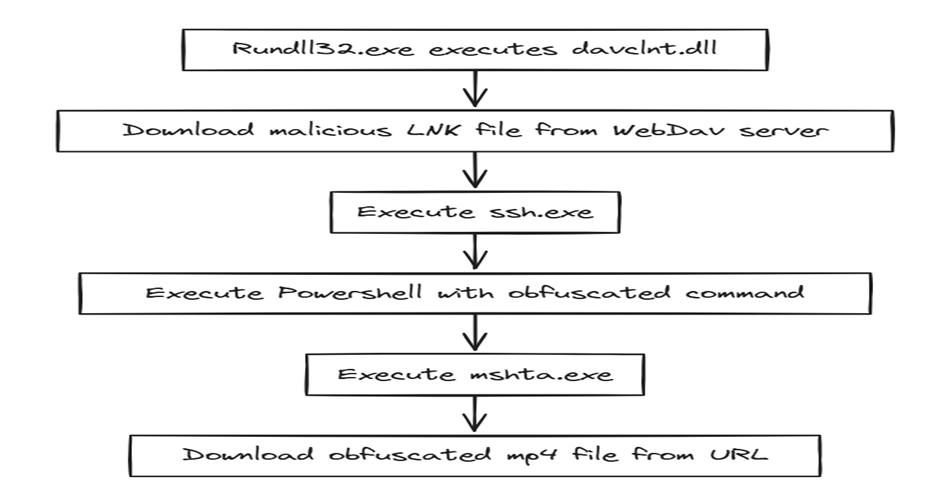 Rundll32.exe executes davclnt.dll
Download malicious LNK file from WebDav server
Execute ssh.exe
Execute Powershell with obfuscated command
Execute mshta.exe
Download obfuscated mp4 file from URL